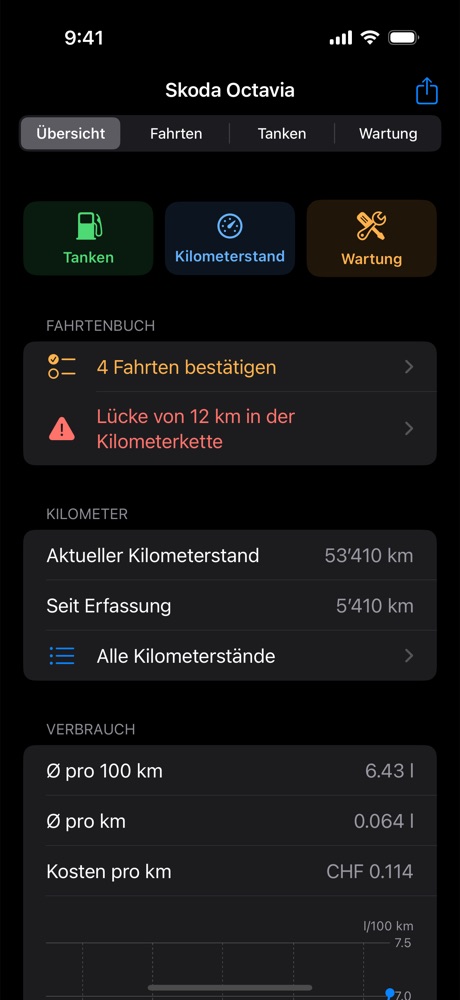 9:41
Skoda Octavia
Übersicht
Fahrten
Tanken
Wartung
Tanken
Kilometerstand
Wartung
FAHRTENBUCH
4 Fahrten bestätigen
Lücke von 12 km in der
Kilometerkette
KILOMETER
Aktueller Kilometerstand 53’410 km
Seit Erfassung 5’410 km
Alle Kilometerstände
VERBRAUCH
Ø pro 100 km 6.43 l
Ø pro km 0.064 l
Kosten pro km CHF 0.114
l/100 km
7.5
7.0